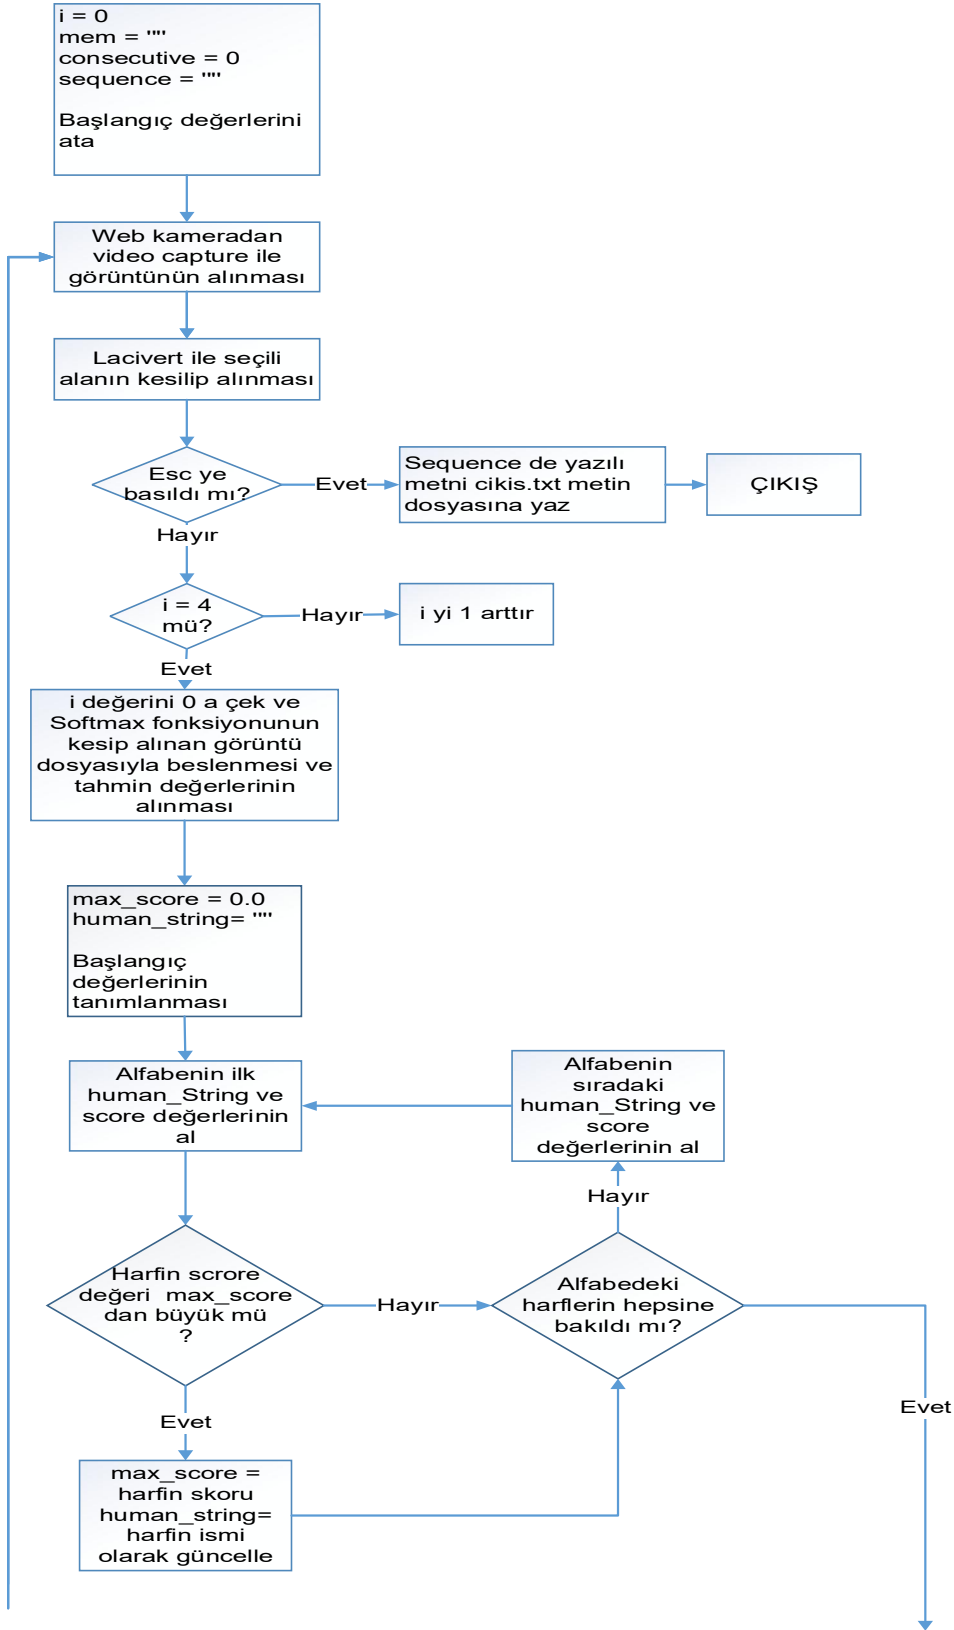 i = 0
mem = ""
consecutive = 0
sequence = ""
Başlangıç değerlerini
ata
Web kameradan
video capture ile
görüntünün alınması
Lacivert ile seçili
alanın kesilip alınması
Esc ye
basıldı mı?
Evet
Sequence de yazılı
metni cikis.txt metin
dosyasına yaz
ÇIKIŞ
Hayır
i = 4
mü?
Hayır
i yi 1 arttır
Evet
i değerini 0 a çek ve
Softmax fonksiyonunun
kesip alınan görüntü
dosyasıyla beslenmesi ve
tahmin değerlerinin
alınması
max_score = 0.0
human_string= ""
Başlangıç
değerlerinin
tanımlanması
Alfabenin ilk
human_String ve
score değerlerinin
al
Alfabenin
sıradaki
human_String ve
score
değerlerinin al
Hayır
Harfin scrore
değeri  max_score
dan büyük mü
?
Hayır
Alfabedeki
harflerin hepsine
bakıldı mı?
Evet
Evet
max_score =
harfin skoru
human_string=
harfin ismi
olarak güncelle